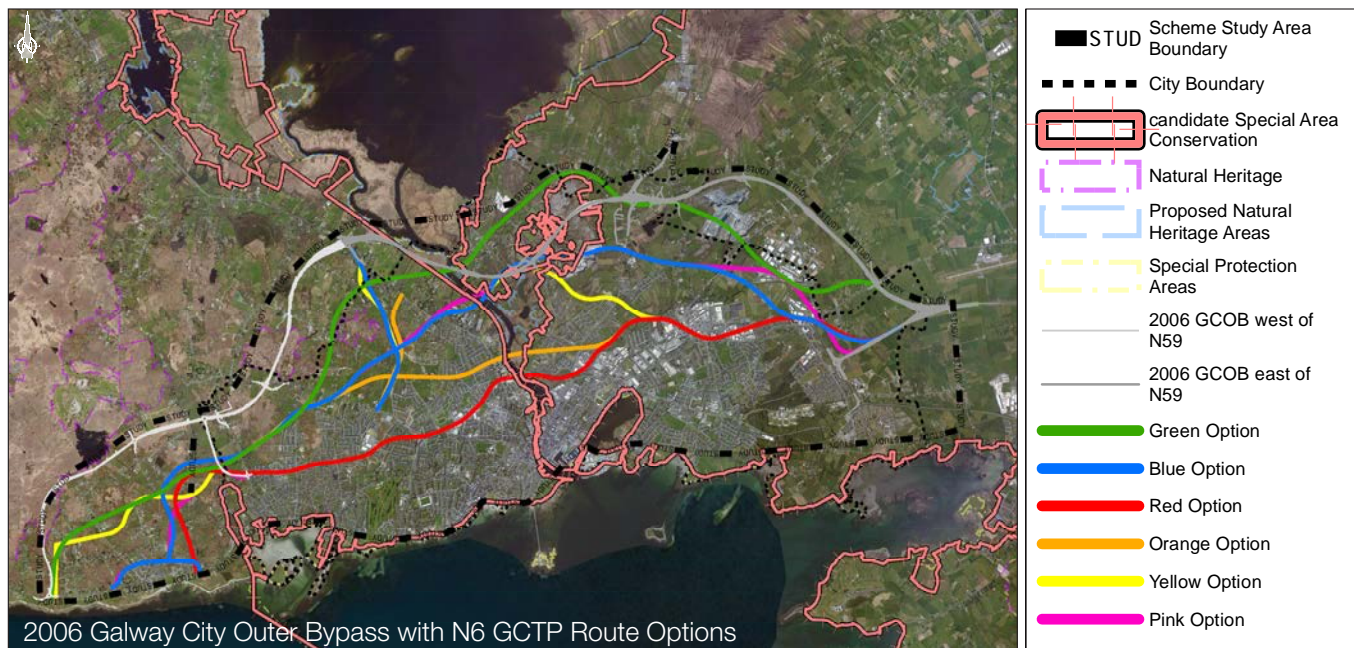 2006 Galway City Outer Bypass with N6 GCTP Route Options
STUD
Scheme Study Area
Boundary
City Boundary
candidate Special Area
Conservation
Natural Heritage
Proposed Natural
Heritage Areas
Special Protection
Areas
2006 GCOB west of
N59
2006 GCOB east of
N59
Green Option
Blue Option
Red Option
Orange Option
Yellow Option
Pink Option